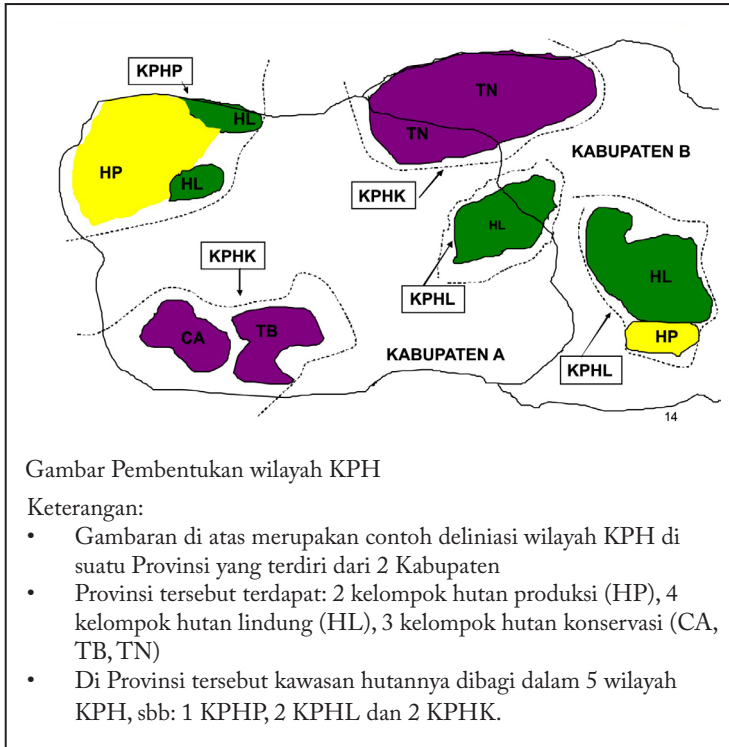 KPHP
HL
TN
TN
HP
HL
KABUPATEN B
KPHK
HL
KPHK
KPHL
HL
CA
TB
HP
KABUPATEN A
KPHL
14
Gambar Pembentukan wilayah KPH
Keterangan:
• Gambaran di atas merupakan contoh deliniasi wilayah KPH di
suatu Provinsi yang terdiri dari 2 Kabupaten
• Provinsi tersebut terdapat: 2 kelompok hutan produksi (HP), 4
kelompok hutan lindung (HL), 3 kelompok hutan konservasi (CA,
TB, TN)
• Di Provinsi tersebut kawasan hutannya dibagi dalam 5 wilayah
KPH, sbb: 1 KPHP, 2 KPHL dan 2 KPHK.